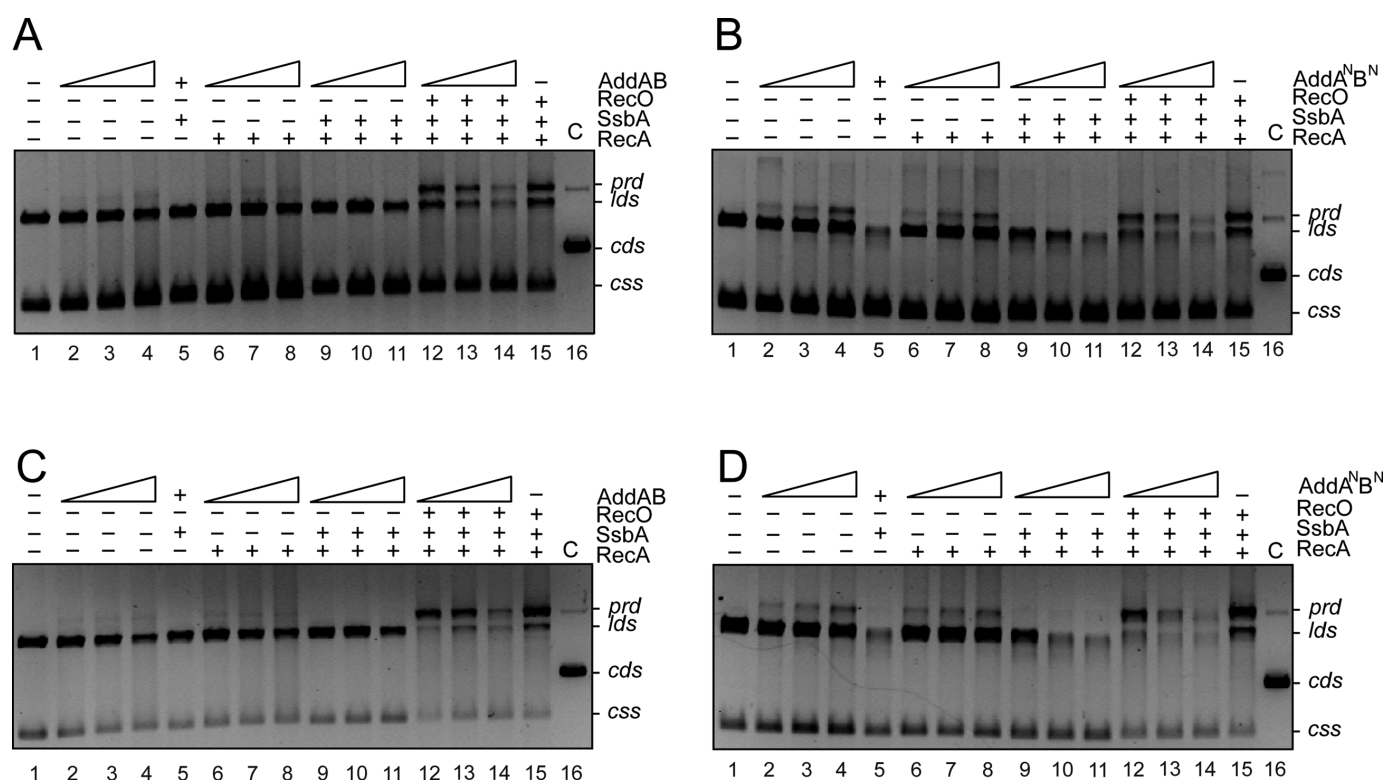 A
– + – AddAB
– – – – – – – – – – – + + + + RecO
– – – – + – – – + + + + + + + SsbA
– – – – – + + + + + + + + + + RecA
C
prd
lds
cds
css
1 2 3 4 5 6 7 8 9 10 11 12 13 14 15 16
B
– + – AddAᴺBᴺ
– – – – – – – – – – – + + + + RecO
– – – – + – – – + + + + + + + SsbA
– – – – – + + + + + + + + + + RecA
C
prd
lds
cds
css
1 2 3 4 5 6 7 8 9 10 11 12 13 14 15 16
C
– + – AddAB
– – – – – – – – – – – + + + + RecO
– – – – + – – – + + + + + + + SsbA
– – – – – + + + + + + + + + + RecA
C
prd
lds
cds
css
1 2 3 4 5 6 7 8 9 10 11 12 13 14 15 16
D
– + – AddAᴺBᴺ
– – – – – – – – – – – + + + + RecO
– – – – + – – – + + + + + + + SsbA
– – – – – + + + + + + + + + + RecA
C
prd
lds
cds
css
1 2 3 4 5 6 7 8 9 10 11 12 13 14 15 16